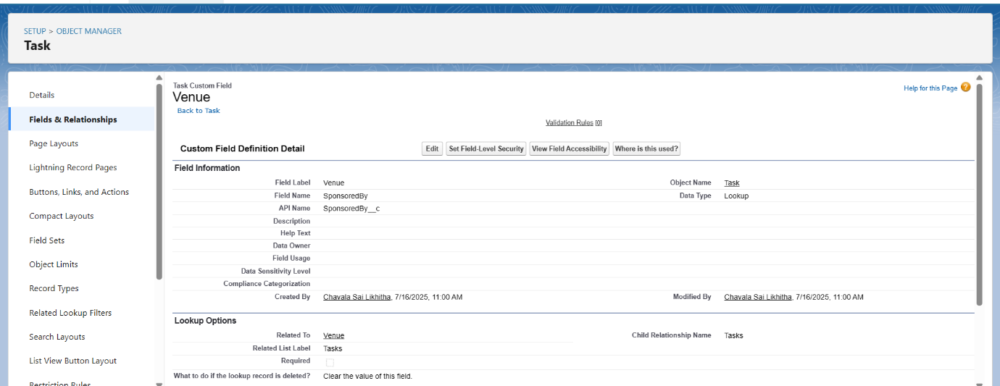 SETUP > OBJECT MANAGER
Task
Details
Fields & Relationships
Page Layouts
Lightning Record Pages
Buttons, Links, and Actions
Compact Layouts
Field Sets
Object Limits
Record Types
Related Lookup Filters
Search Layouts
List View Button Layout
Restriction Rules
Task Custom Field
Venue
Back to Task
Help for this Page ?
Validation Rules [0]
Custom Field Definition Detail Edit Set Field-Level Security View Field Accessibility Where is this used?
Field Information
Field Label Venue Object Name Task
Field Name SponsoredBy Data Type Lookup
API Name SponsoredBy__c
Description
Help Text
Data Owner
Field Usage
Data Sensitivity Level
Compliance Categorization
Created By Chavala Sai Likhitha, 7/16/2025, 11:00 AM Modified By Chavala Sai Likhitha, 7/16/2025, 11:00 AM
Lookup Options
Related To Venue Child Relationship Name Tasks
Related List Label Tasks
Required
What to do if the lookup record is deleted? Clear the value of this field.